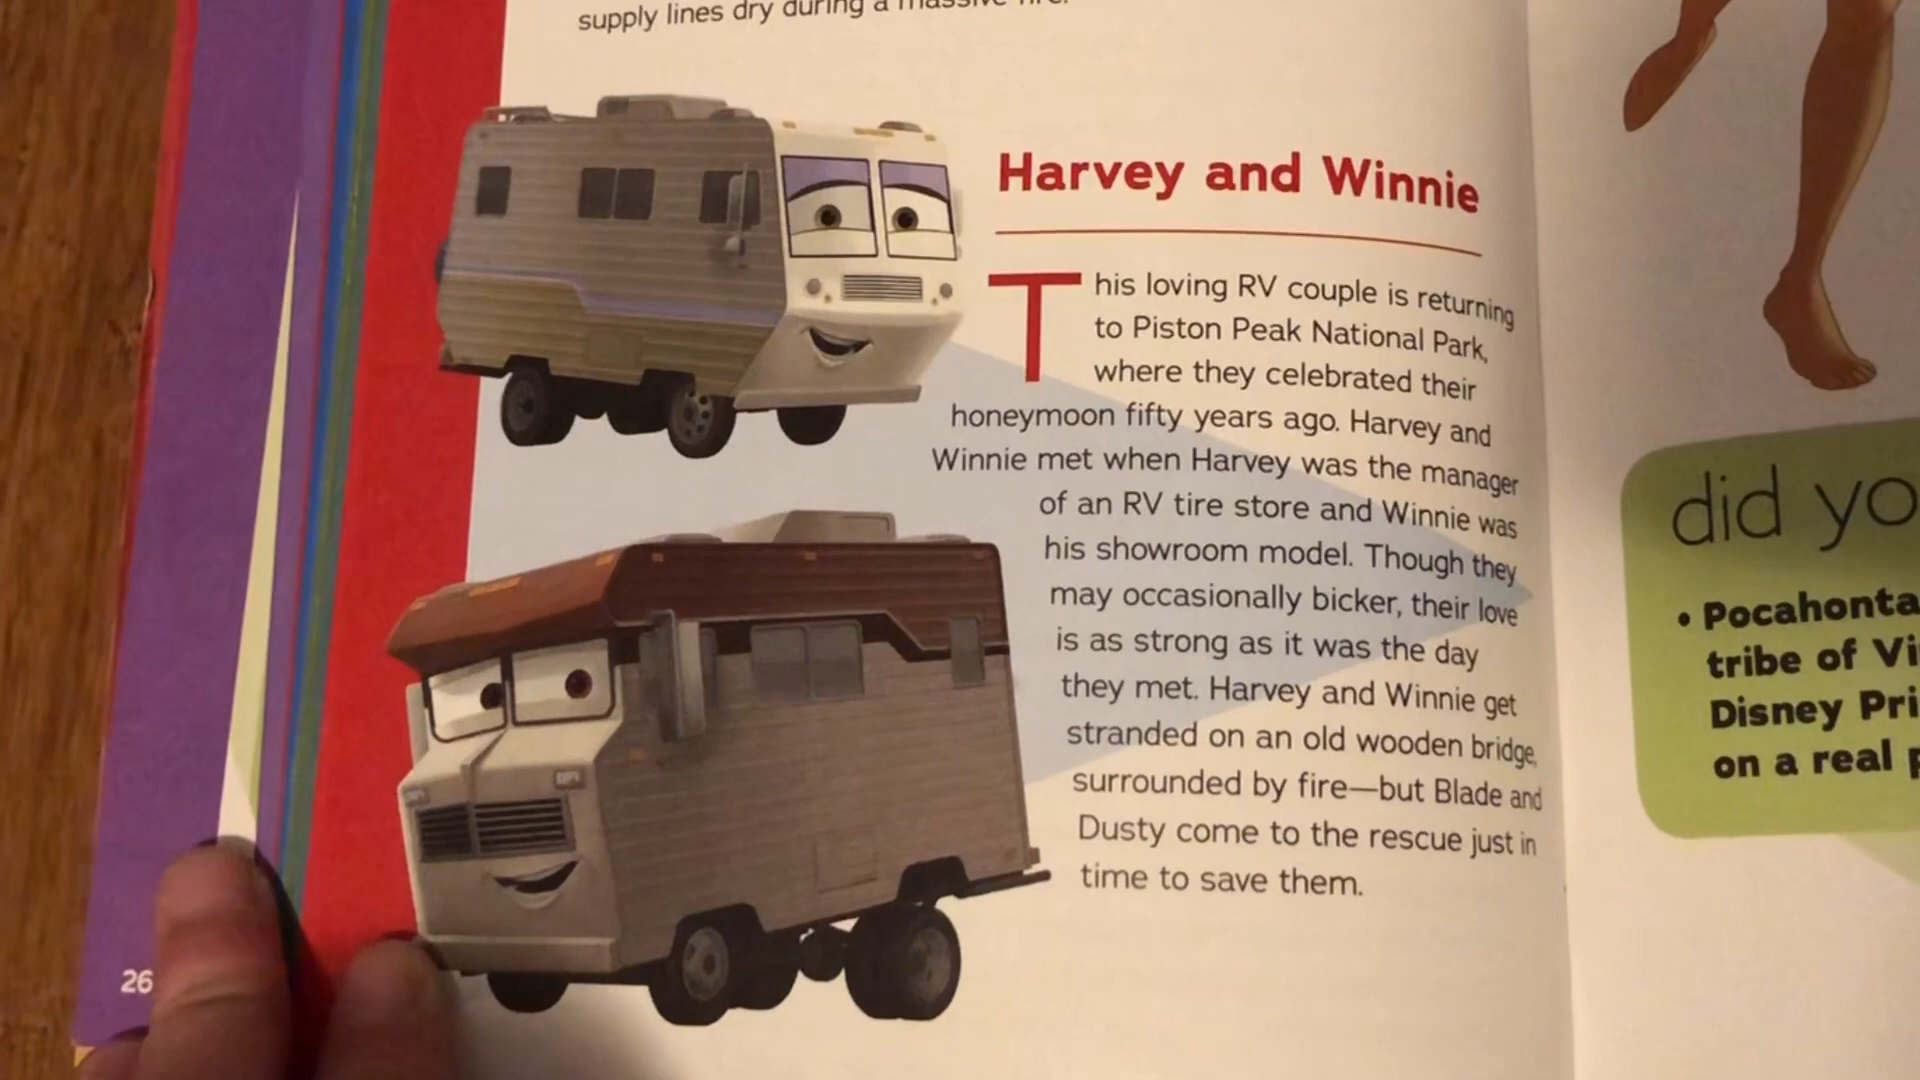 supply lines dry during a massive fire.
Harvey and Winnie
This loving RV couple is returning
to Piston Peak National Park,
where they celebrated their
honeymoon fifty years ago. Harvey and
Winnie met when Harvey was the manager
of an RV tire store and Winnie was
his showroom model. Though they
may occasionally bicker, their love
is as strong as it was the day
they met. Harvey and Winnie get
stranded on an old wooden bridge,
surrounded by fire—but Blade and
Dusty come to the rescue just in
time to save them.
26
did yo
• Pocahonta
tribe of Vi
Disney Pri
on a real p